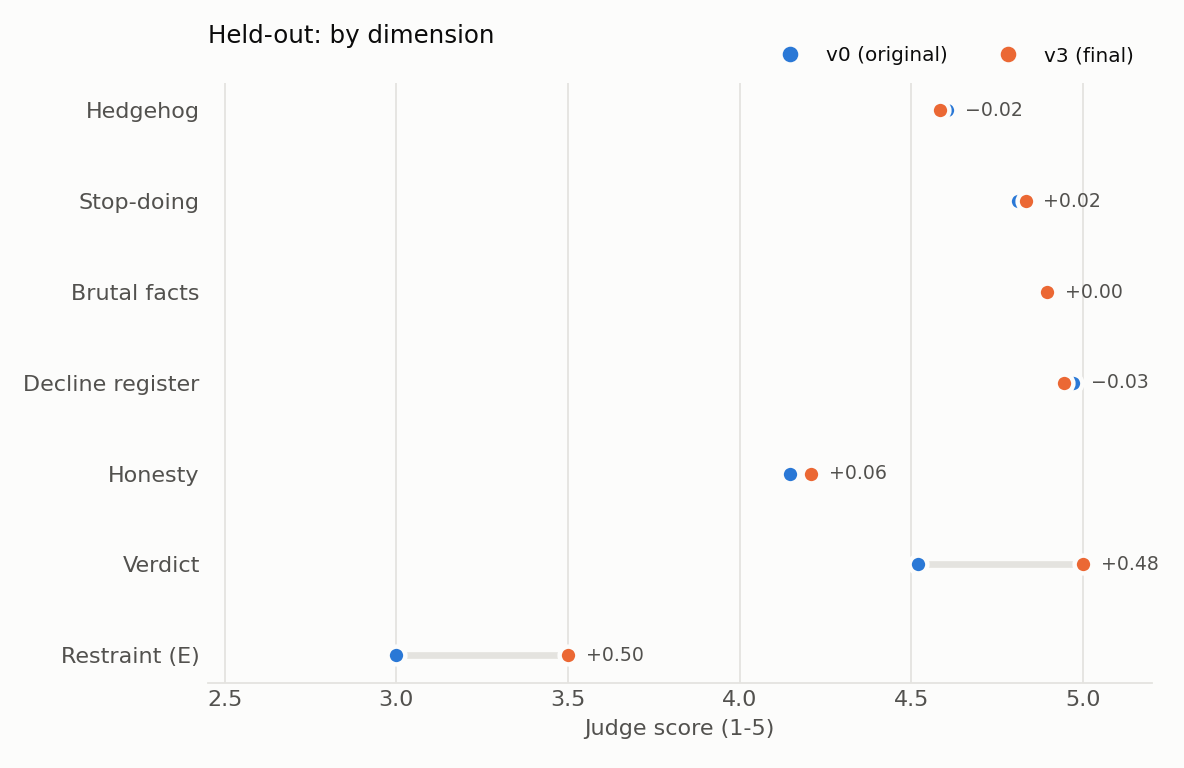 Held-out: by dimension
v0 (original)
v3 (final)
Hedgehog
−0.02
Stop-doing
+0.02
Brutal facts
+0.00
Decline register
−0.03
Honesty
+0.06
Verdict
+0.48
Restraint (E)
+0.50
2.5 3.0 3.5 4.0 4.5 5.0
Judge score (1-5)